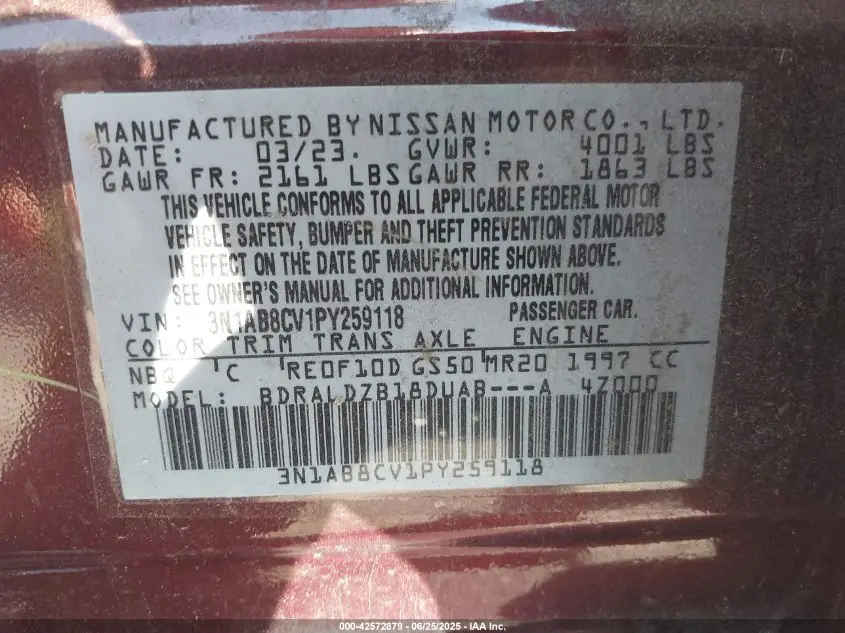 MANUFACTURED BY NISSAN MOTOR CO., LTD.
DATE: 03/23. GVWR: 4001 LBS
GAWR FR: 2161 LBS GAWR RR: 1863 LBS
THIS VEHICLE CONFORMS TO ALL APPLICABLE FEDERAL MOTOR
VEHICLE SAFETY, BUMPER AND THEFT PREVENTION STANDARDS
IN EFFECT ON THE DATE OF MANUFACTURE SHOWN ABOVE.
SEE OWNER'S MANUAL FOR ADDITIONAL INFORMATION.
VIN: 3N1AB8CV1PY259118 PASSENGER CAR.
COLOR TRIM TRANS AXLE ENGINE
NBQ C RE0F10D GS50 MR20 1997 CC
MODEL: BDRALDZB18DUAB---A 4Z000
3N1AB8CV1PY259118
000-42572879 - 06/25/2025 - IAA Inc.